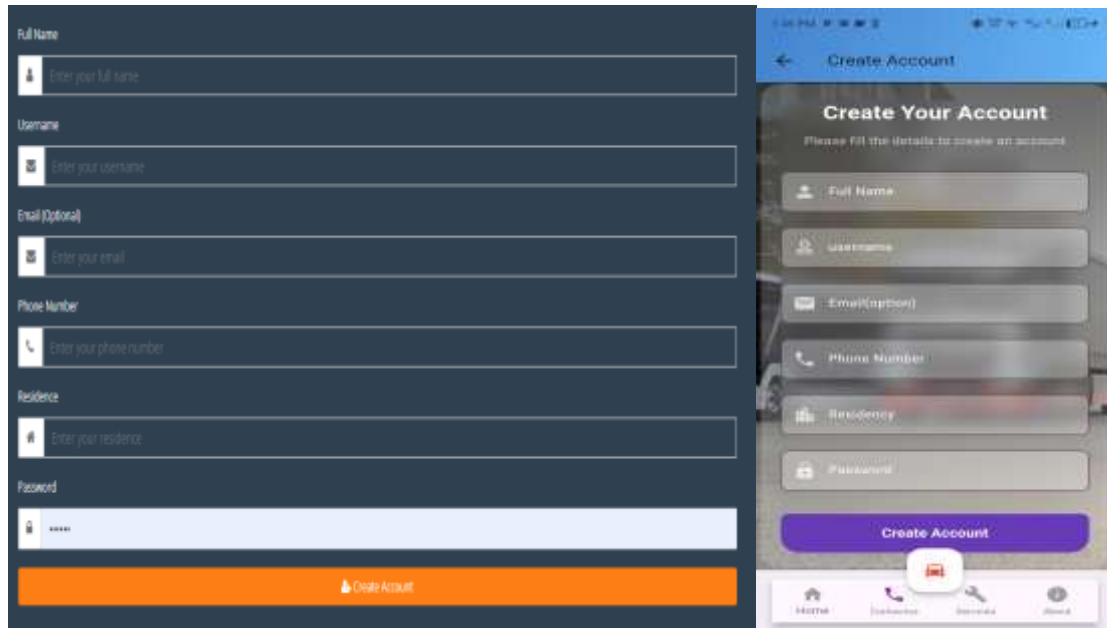 Full Name
Enter your full name
Username
Enter your username
Email (Optional)
Enter your email
Phone Number
Enter your phone number
Residence
Enter your residence
Password
•••••
Create Account
Create Account
Create Your Account
Please fill the details to create an account
Full Name
username
Email(option)
Phone Number
Residency
Password
Create Account
Home
Services
About